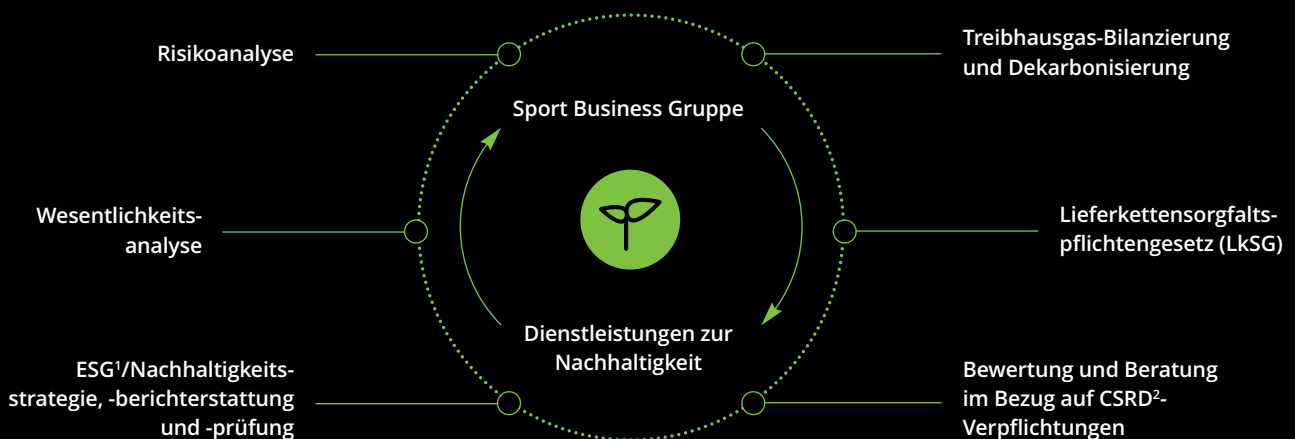 Risikoanalyse
Treibhausgas-Bilanzierung
und Dekarbonisierung
Sport Business Gruppe
Wesentlichkeits-
analyse
Lieferkettensorgfalts-
pflichtengesetz (LkSG)
Dienstleistungen zur
Nachhaltigkeit
ESG¹/Nachhaltigkeits-
strategie, -berichterstattung
und -prüfung
Bewertung und Beratung
im Bezug auf CSRD²-
Verpflichtungen